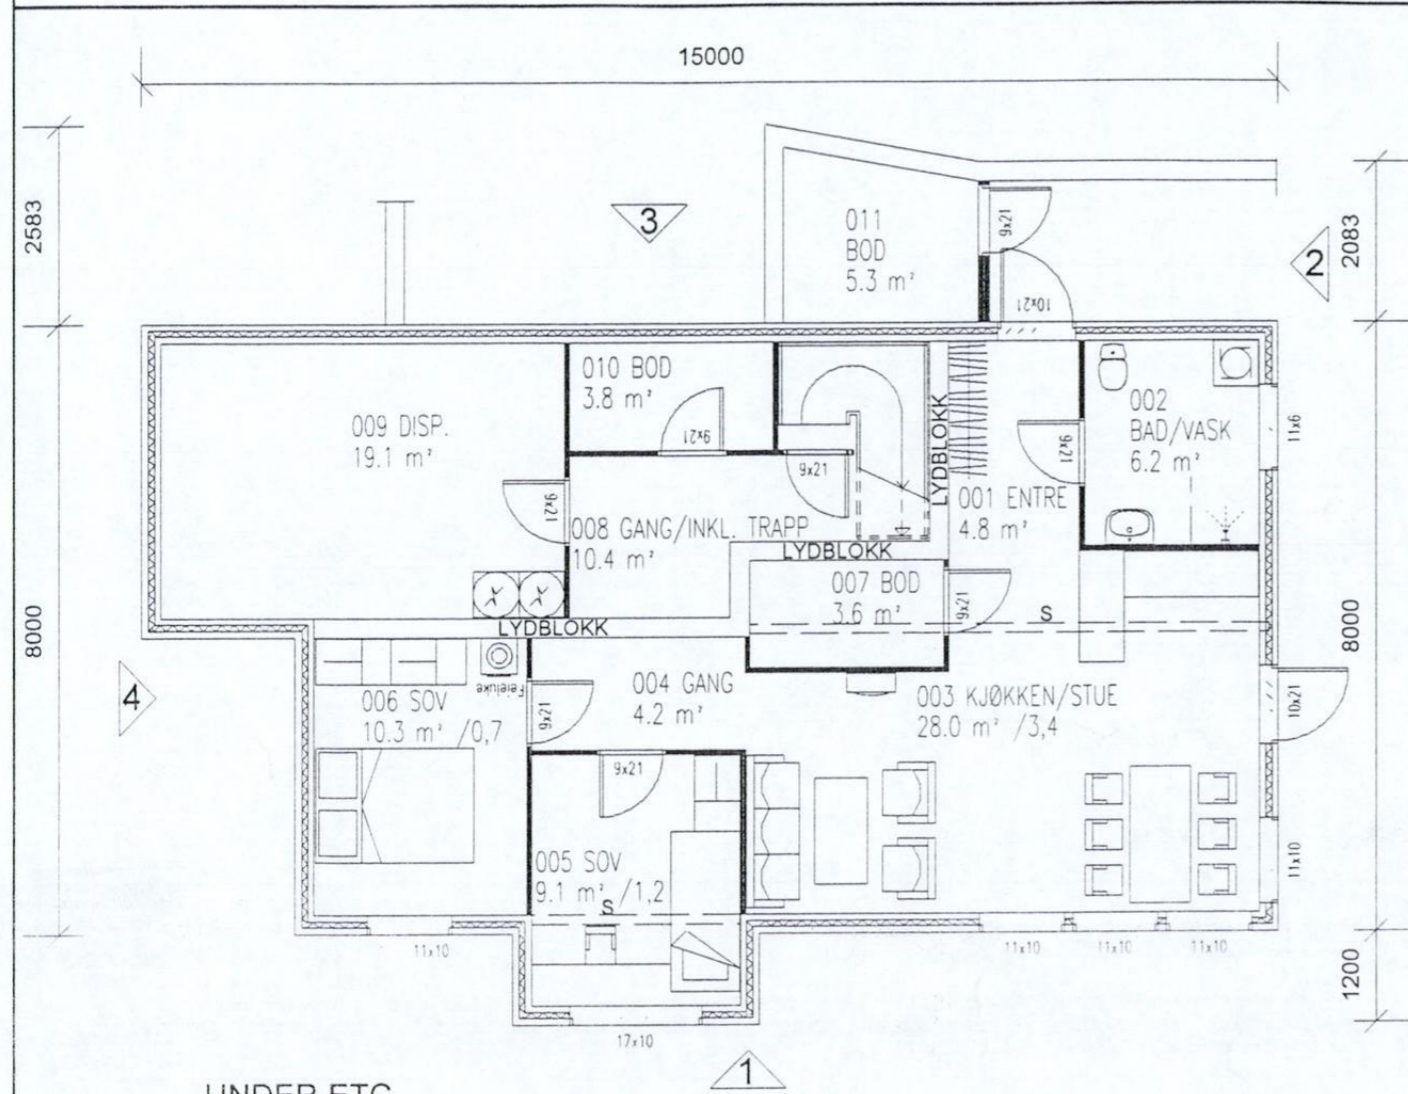 15000
2583
8000
2083
8000
1200
3
2
4
1
011
BOD
5.3 m²
9x21
10x21
010 BOD
3.8 m²
9x21
009 DISP.
19.1 m²
9x21
9x21
LYDBLOKK
002
BAD/VASK
6.2 m²
9x21
11x6
001 ENTRE
4.8 m²
008 GANG/INKL. TRAPP
10.4 m²
LYDBLOKK
007 BOD
3.6 m²
9x21
S
LYDBLOKK
Feieluke
006 SOV
10.3 m² /0,7
9x21
004 GANG
4.2 m²
003 KJØKKEN/STUE
28.0 m² /3,4
10x21
9x21
005 SOV
9.1 m² /1,2
S
11x10
11x10
11x10
11x10
11x10
17x10
UNDER ETG